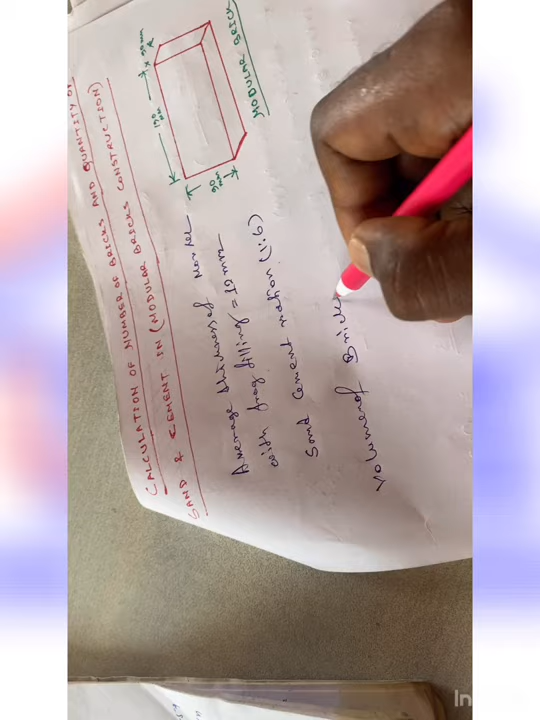 CALCULATION OF NUMBER OF BRICKS AND QUANTITY OF
SAND & CEMENT IN (MODULAR BRICKS CONSTRUCTION)
190 mm
90 mm
90 mm
MODULAR BRICK
Average thickness of mortar
with frog filling = 12 mm
Sand Cement ration (1:6)
Volume of Brick
In